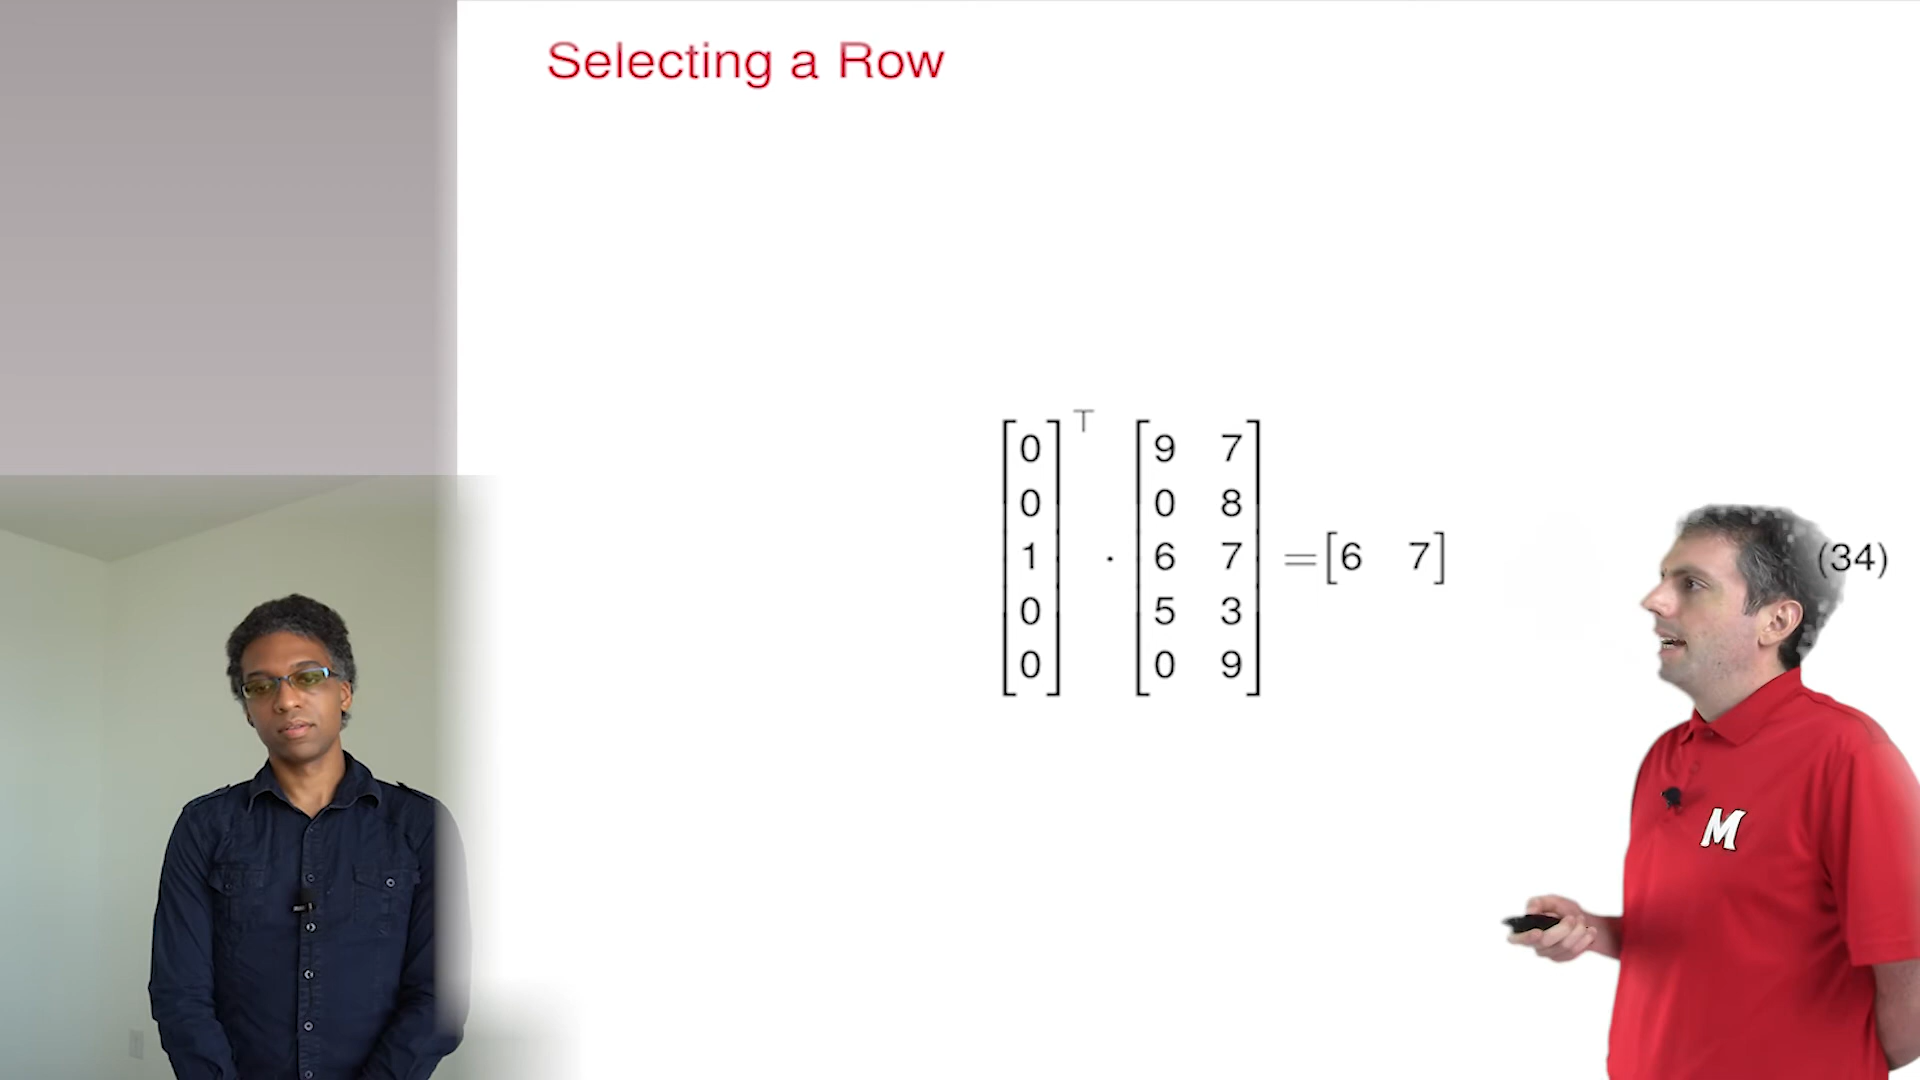 Selecting a Row
⊤
0 9 7
0 0 8
1 · 6 7 = [6 7] (34)
0 5 3
0 0 9
M